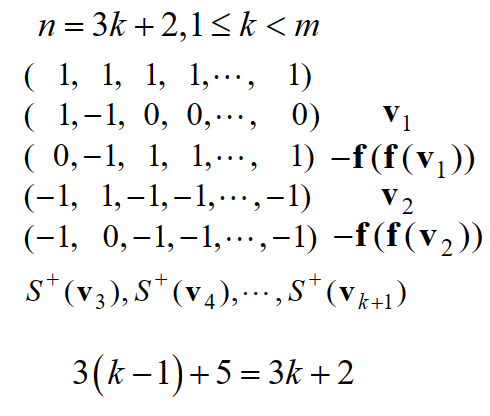 n = 3k + 2, 1 ≤ k < m
( 1, 1, 1, 1, ⋯, 1)
( 1, −1, 0, 0, ⋯, 0) v₁
( 0, −1, 1, 1, ⋯, 1) −f(f(v₁))
(−1, 1, −1, −1, ⋯, −1) v₂
(−1, 0, −1, −1, ⋯, −1) −f(f(v₂))
S⁺(v₃), S⁺(v₄), ⋯, S⁺(vₖ₊₁)
3(k − 1) + 5 = 3k + 2